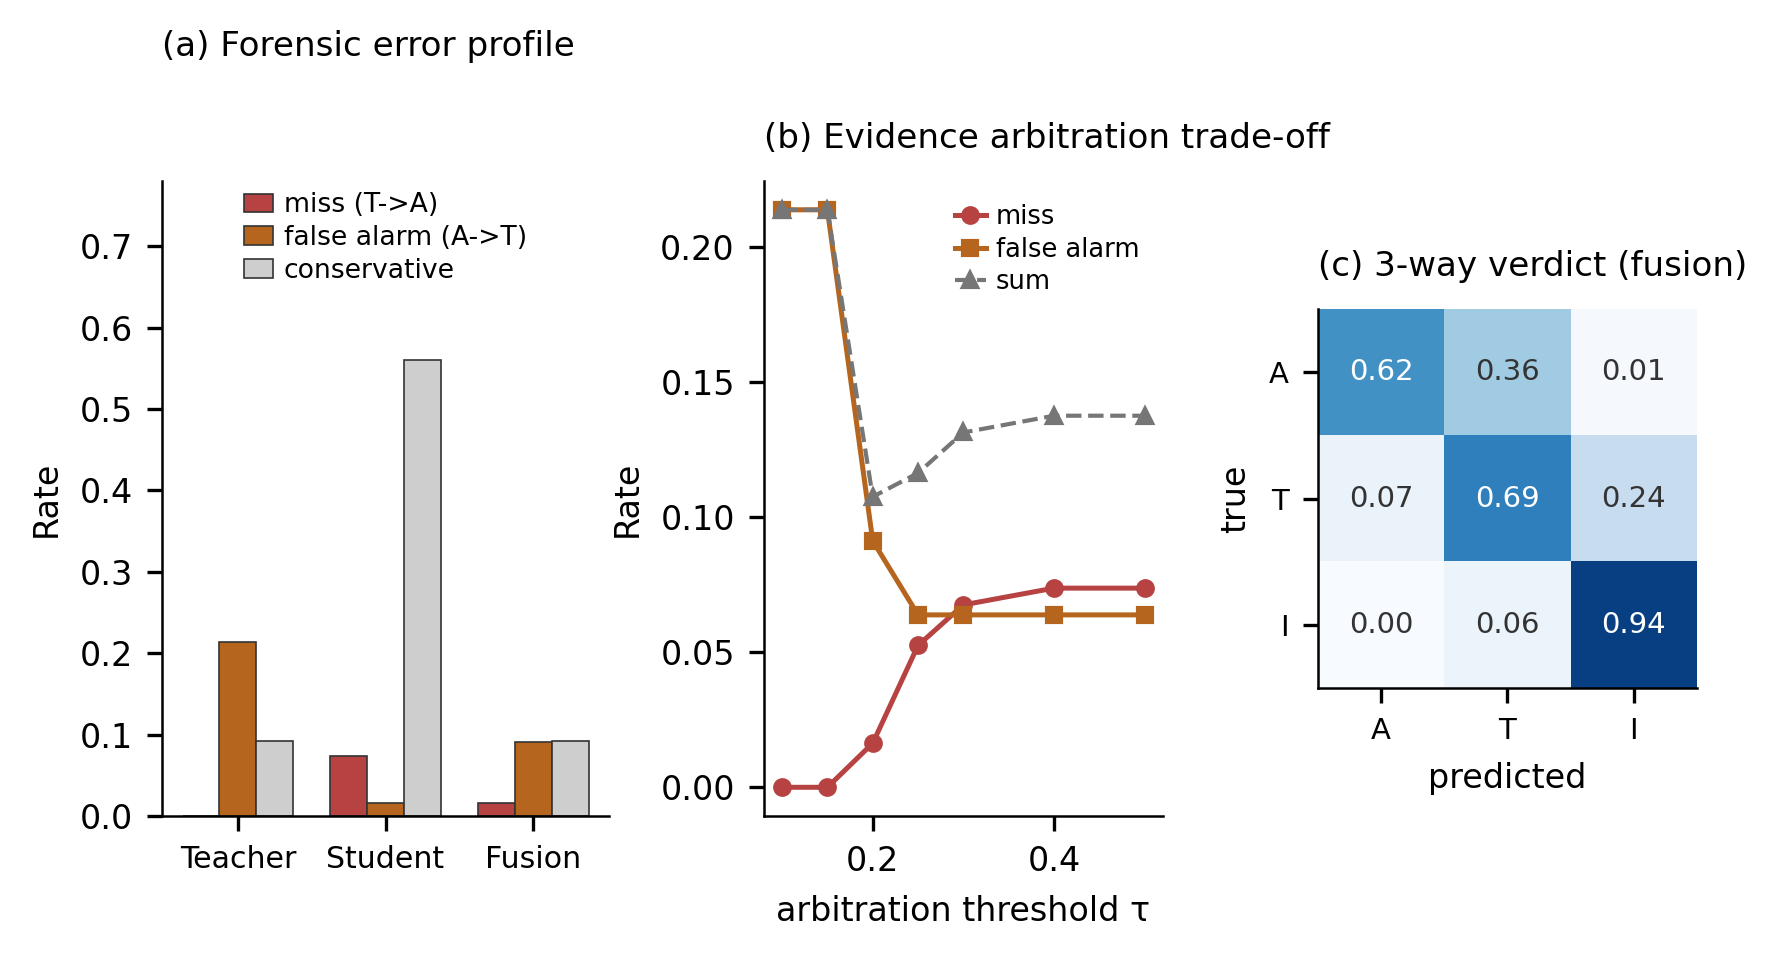 (a) Forensic error profile
miss (T->A)
false alarm (A->T)
conservative
0.7
0.6
0.5
0.4
0.3
0.2
0.1
0.0
Rate
Teacher Student Fusion
(b) Evidence arbitration trade-off
miss
false alarm
sum
0.20
0.15
0.10
0.05
0.00
Rate
0.2 0.4
arbitration threshold τ
(c) 3-way verdict (fusion)
A 0.62 0.36 0.01
T 0.07 0.69 0.24
I 0.00 0.06 0.94
true
A T I
predicted